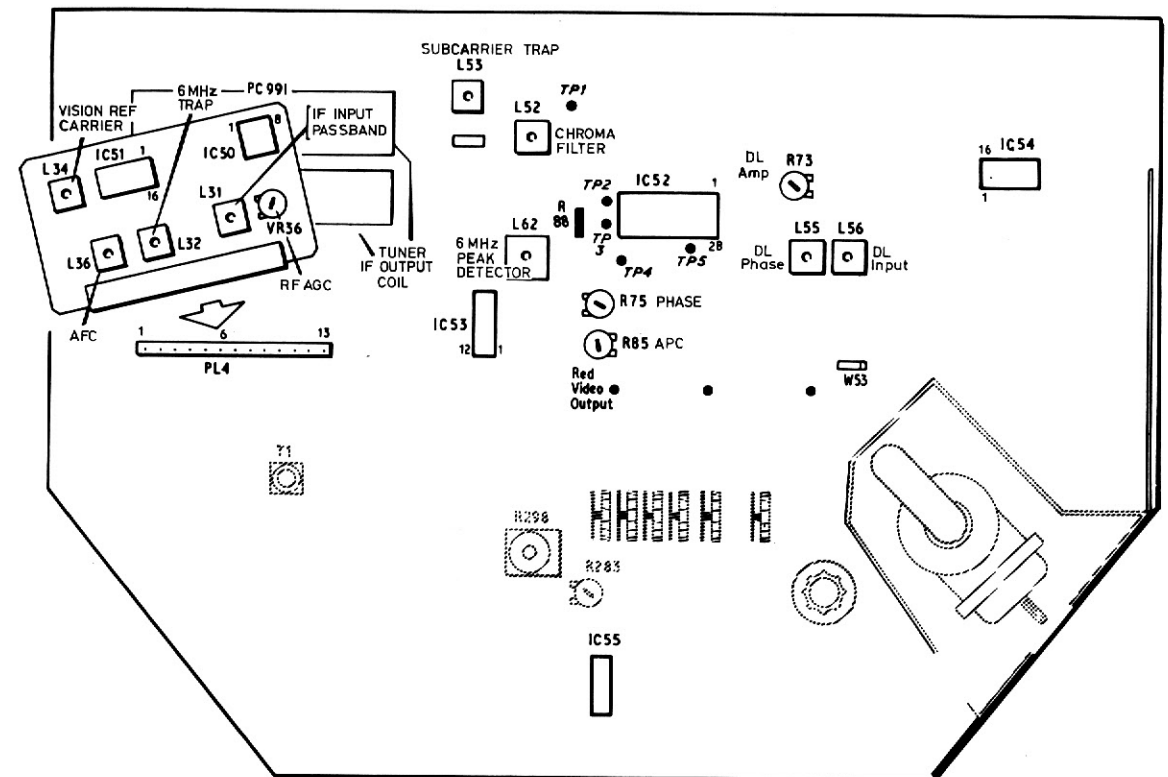 SUBCARRIER TRAP
L53
6MHz
TRAP
PC991
VISION REF
CARRIER
IF INPUT
PASSBAND
L52
TP1
CHROMA
FILTER
1
8
IC50
IC51
1
16
L34
L31
VR36
L32
L36
AFC
RF AGC
TUNER
IF OUTPUT
COIL
TP2
R
88
TP
3
IC52
1
28
TP4
TP5
DL
Amp
R73
16
IC54
1
L62
6MHz
PEAK
DETECTOR
L55
L56
DL
Phase
DL
Input
R75 PHASE
IC53
12
1
R85 APC
1
6
13
PL4
Red
Video
Output
W53
R298
R283
IC55